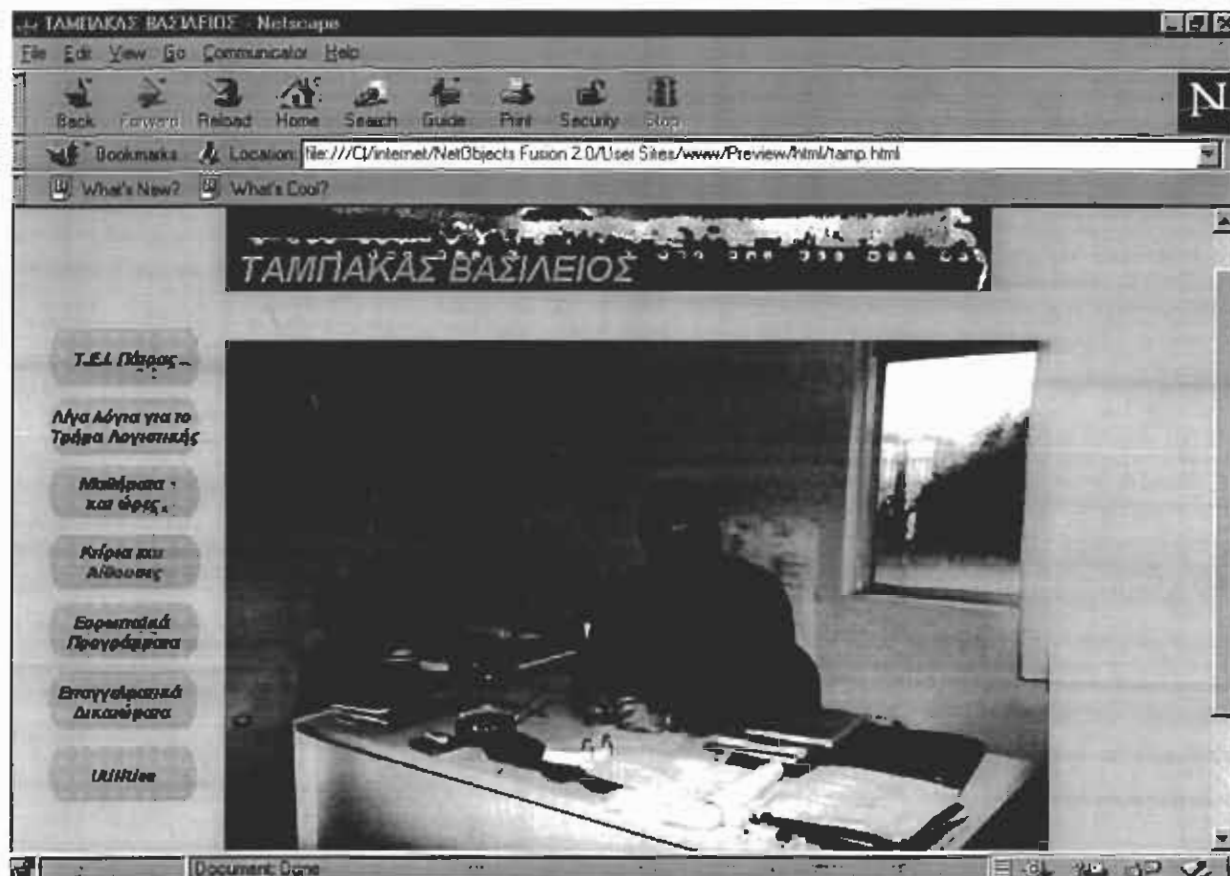 ΤΑΜΠΑΚΑΣ ΒΑΣΙΛΕΙΟΣ - Netscape
File Edit View Go Communicator Help
Back Forward Reload Home Search Guide Print Security Stop
N
Bookmarks Location: file:///C|/internet/NetObjects Fusion 2.0/User Sites/www/Preview/html/tamp.html
What's New? What's Cool?
ΤΑΜΠΑΚΑΣ ΒΑΣΙΛΕΙΟΣ
Τ.Ε.Ι. Πάτρας
Λίγα λόγια για το
Τμήμα Λογιστικής
Μαθήματα
και ώρες
Κτίρια και
Αίθουσες
Ευρωπαϊκά
Προγράμματα
Επαγγελματικά
Δικαιώματα
Utilities
Document: Done